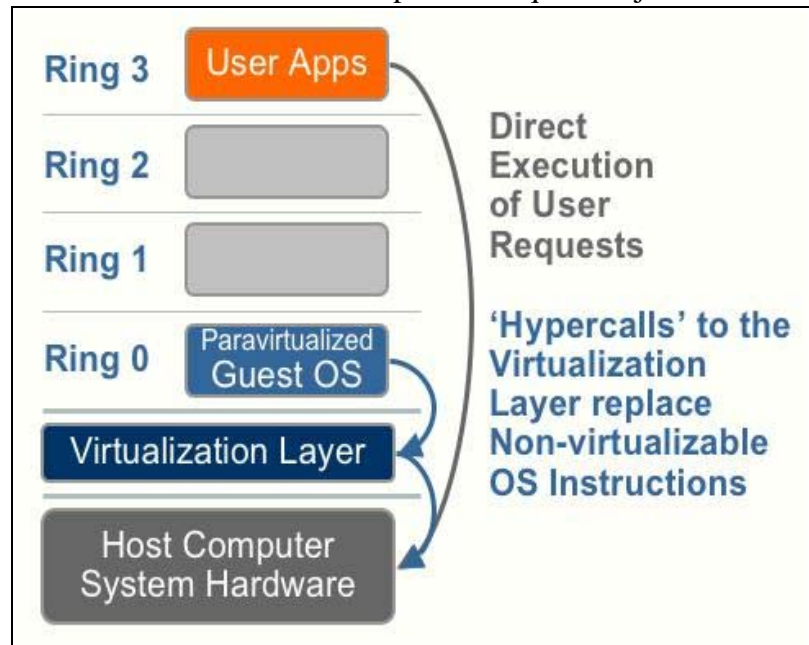 Ring 3
User Apps
Ring 2
Ring 1
Ring 0
Paravirtualized
Guest OS
Virtualization Layer
Host Computer
System Hardware
Direct
Execution
of User
Requests
‘Hypercalls’ to the
Virtualization
Layer replace
Non-virtualizable
OS Instructions